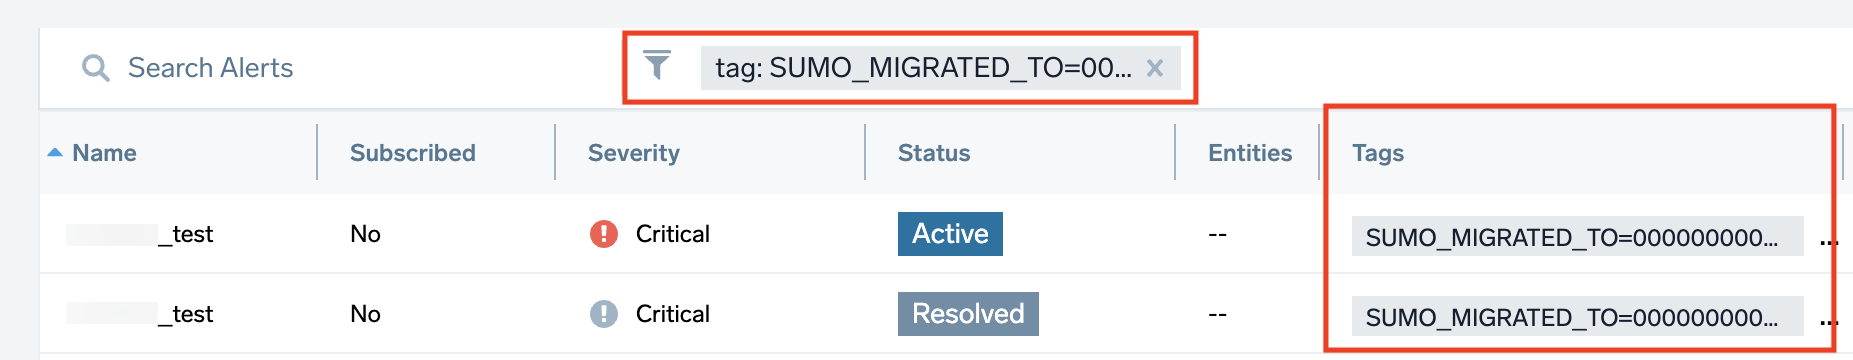 Search Alerts tag: SUMO_MIGRATED_TO=00... ×
Name Subscribed Severity Status Entities Tags
_test No Critical Active -- SUMO_MIGRATED_TO=000000000... ...
_test No Critical Resolved -- SUMO_MIGRATED_TO=000000000... ...